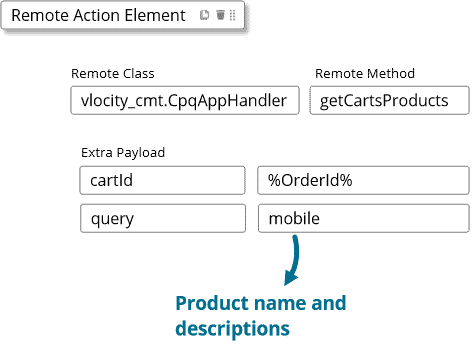 Remote Action Element
Remote Class
Remote Method
vlocity_cmt.CpqAppHandler
getCartsProducts
Extra Payload
cartId
%OrderId%
query
mobile
Product name and
descriptions